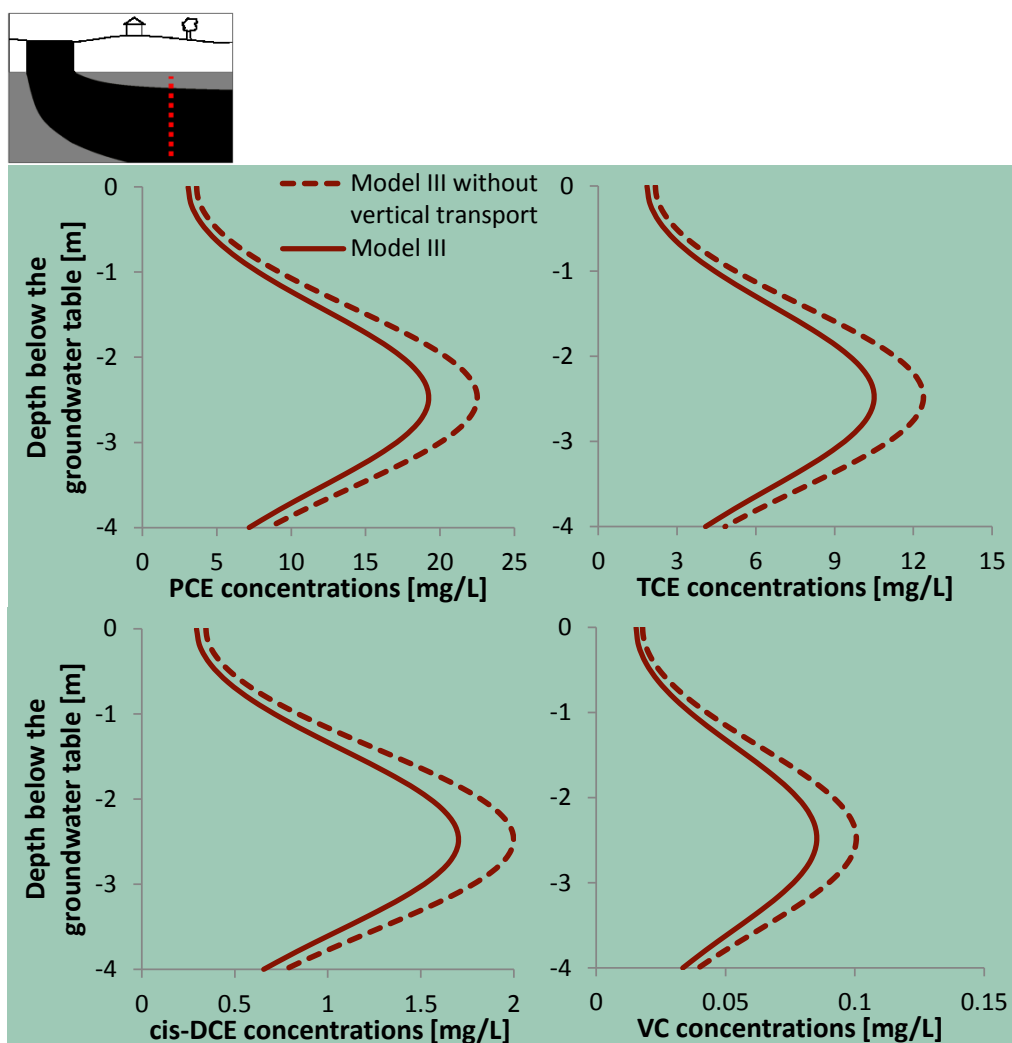 Model III without
vertical transport
Model III
Depth below the
groundwater table [m]
0
-1
-2
-3
-4
0 5 10 15 20 25
PCE concentrations [mg/L]
0
-1
-2
-3
-4
0 3 6 9 12 15
TCE concentrations [mg/L]
Depth below the
groundwater table [m]
0
-1
-2
-3
-4
0 0.5 1 1.5 2
cis-DCE concentrations [mg/L]
0
-1
-2
-3
-4
0 0.05 0.1 0.15
VC concentrations [mg/L]